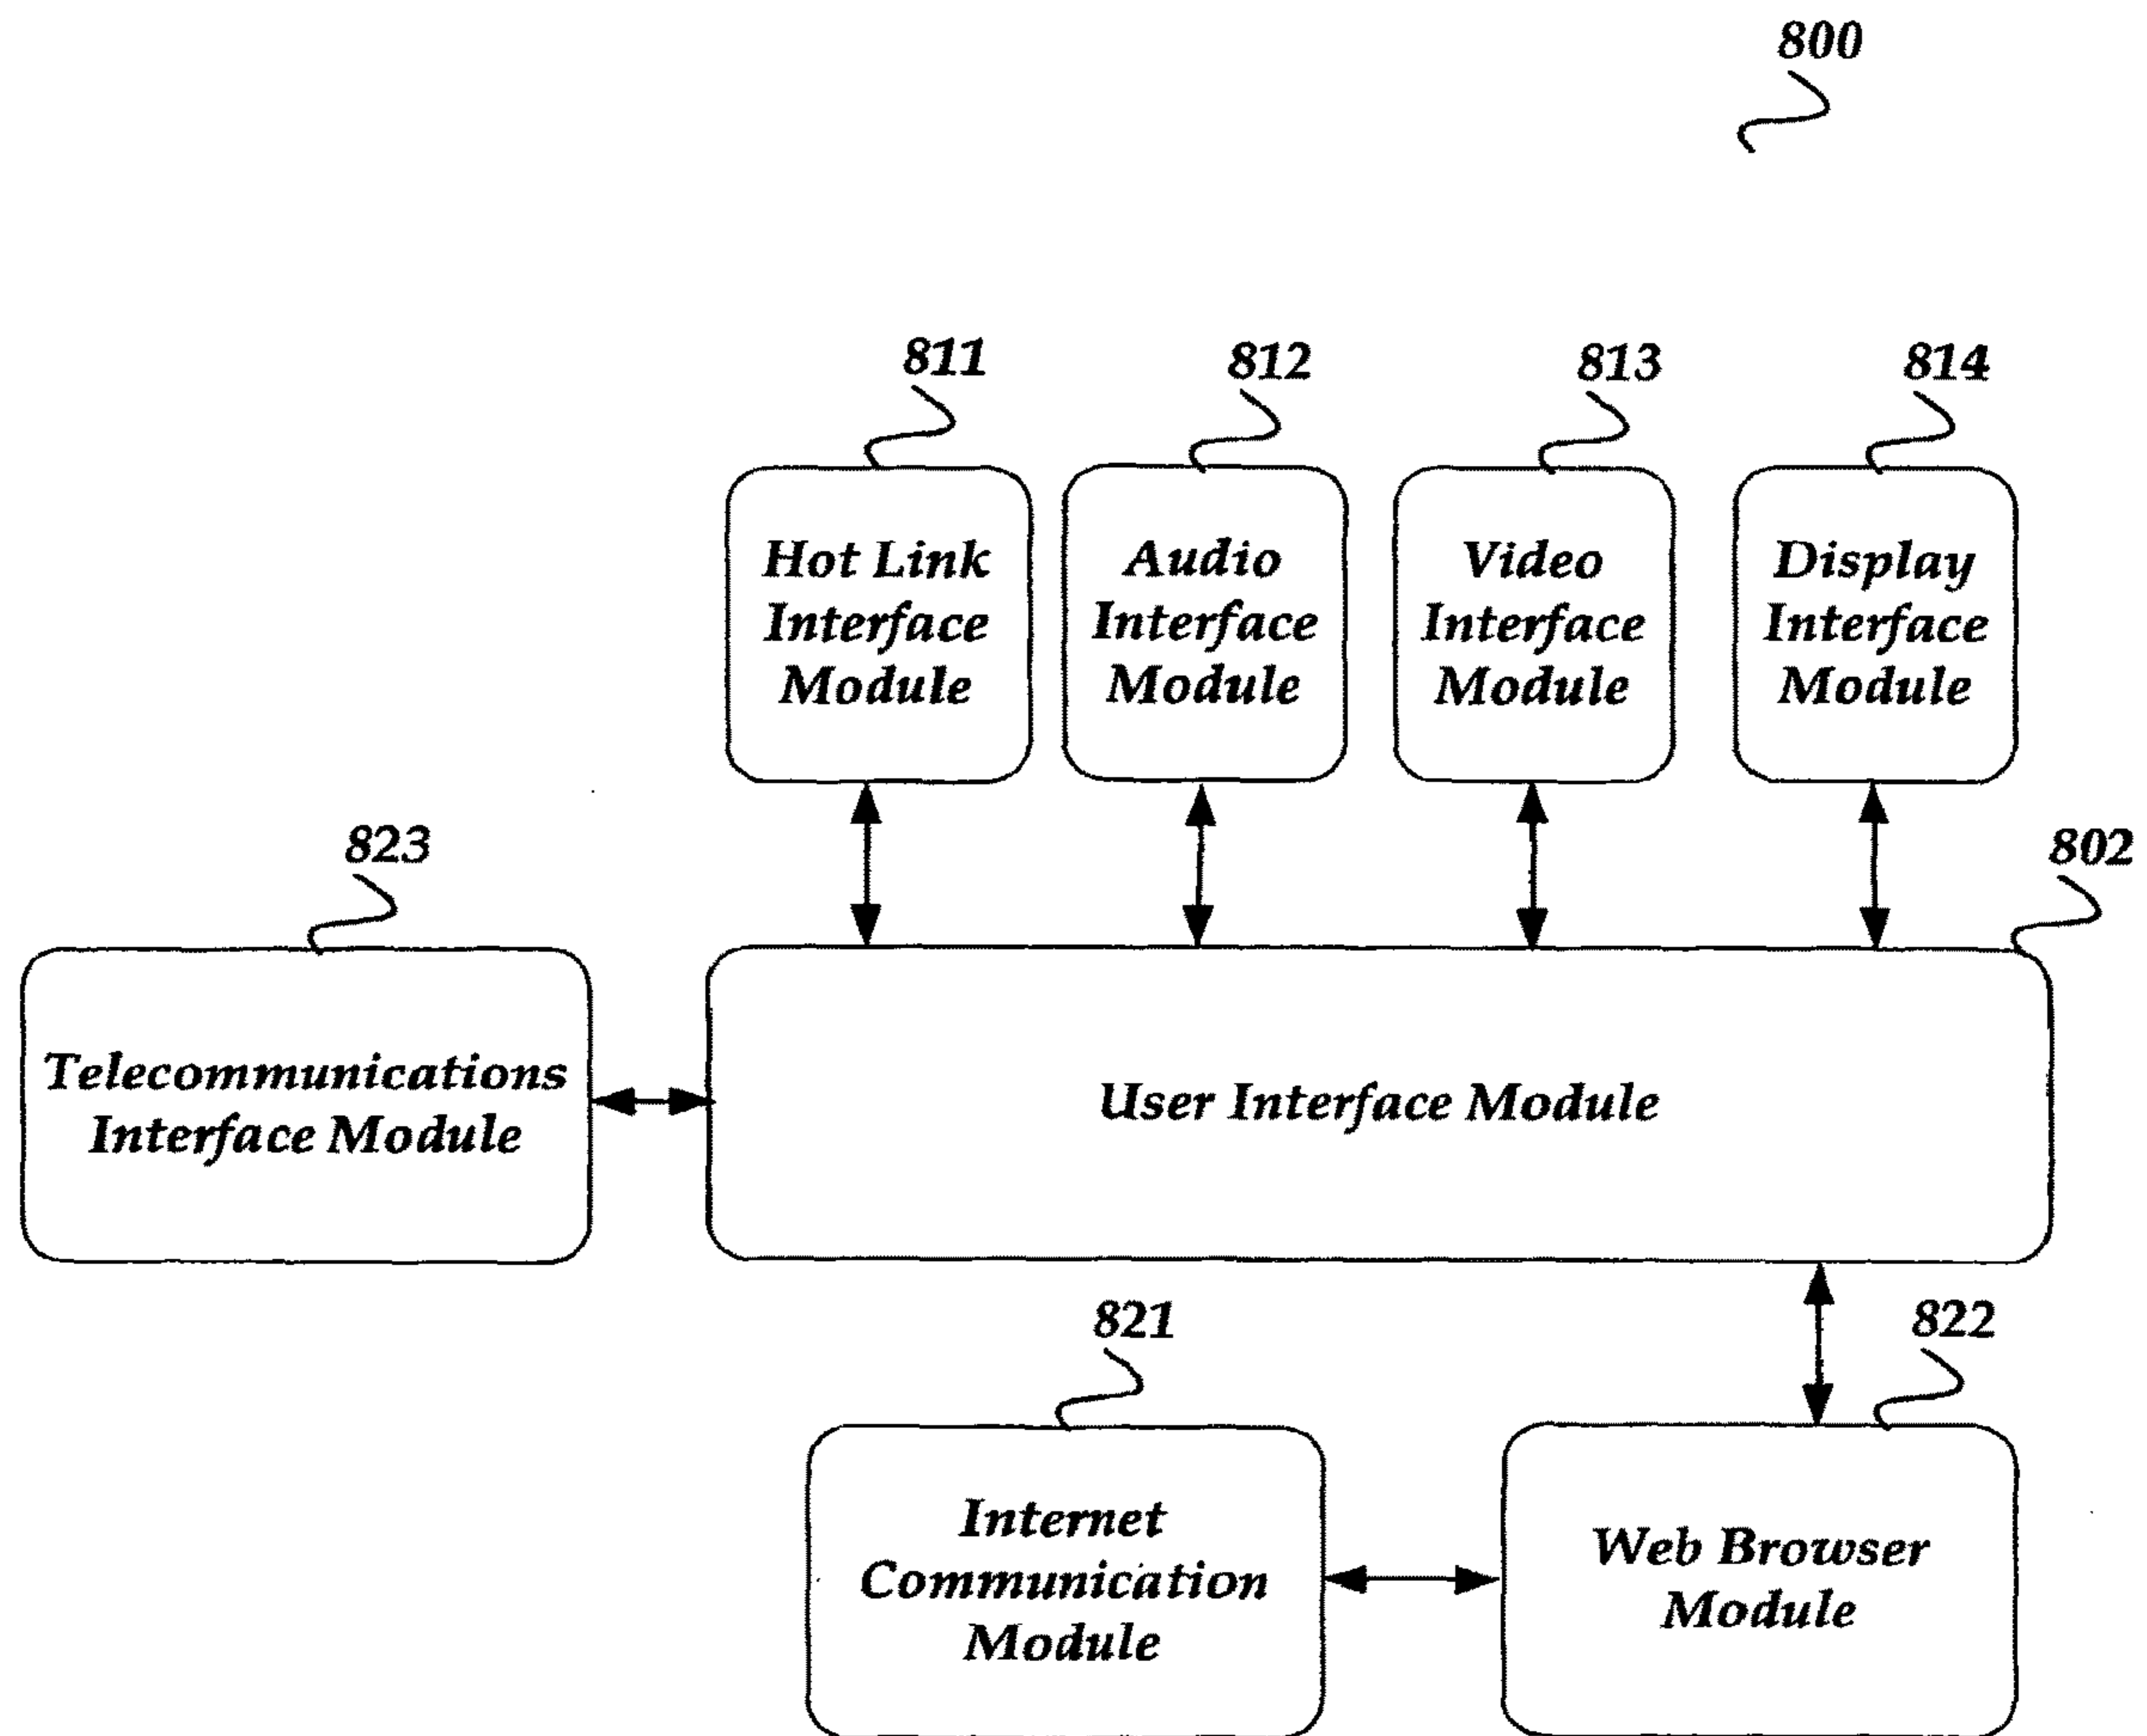 800
811
812
813
814
Hot Link
Interface
Module
Audio
Interface
Module
Video
Interface
Module
Display
Interface
Module
823
802
Telecommunications
Interface Module
User Interface Module
821
822
Internet
Communication
Module
Web Browser
Module